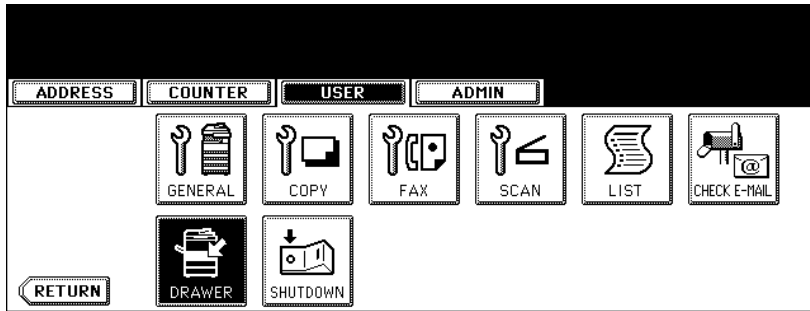 ADDRESS COUNTER USER ADMIN
GENERAL COPY FAX SCAN LIST CHECK E-MAIL
@
DRAWER SHUTDOWN
RETURN